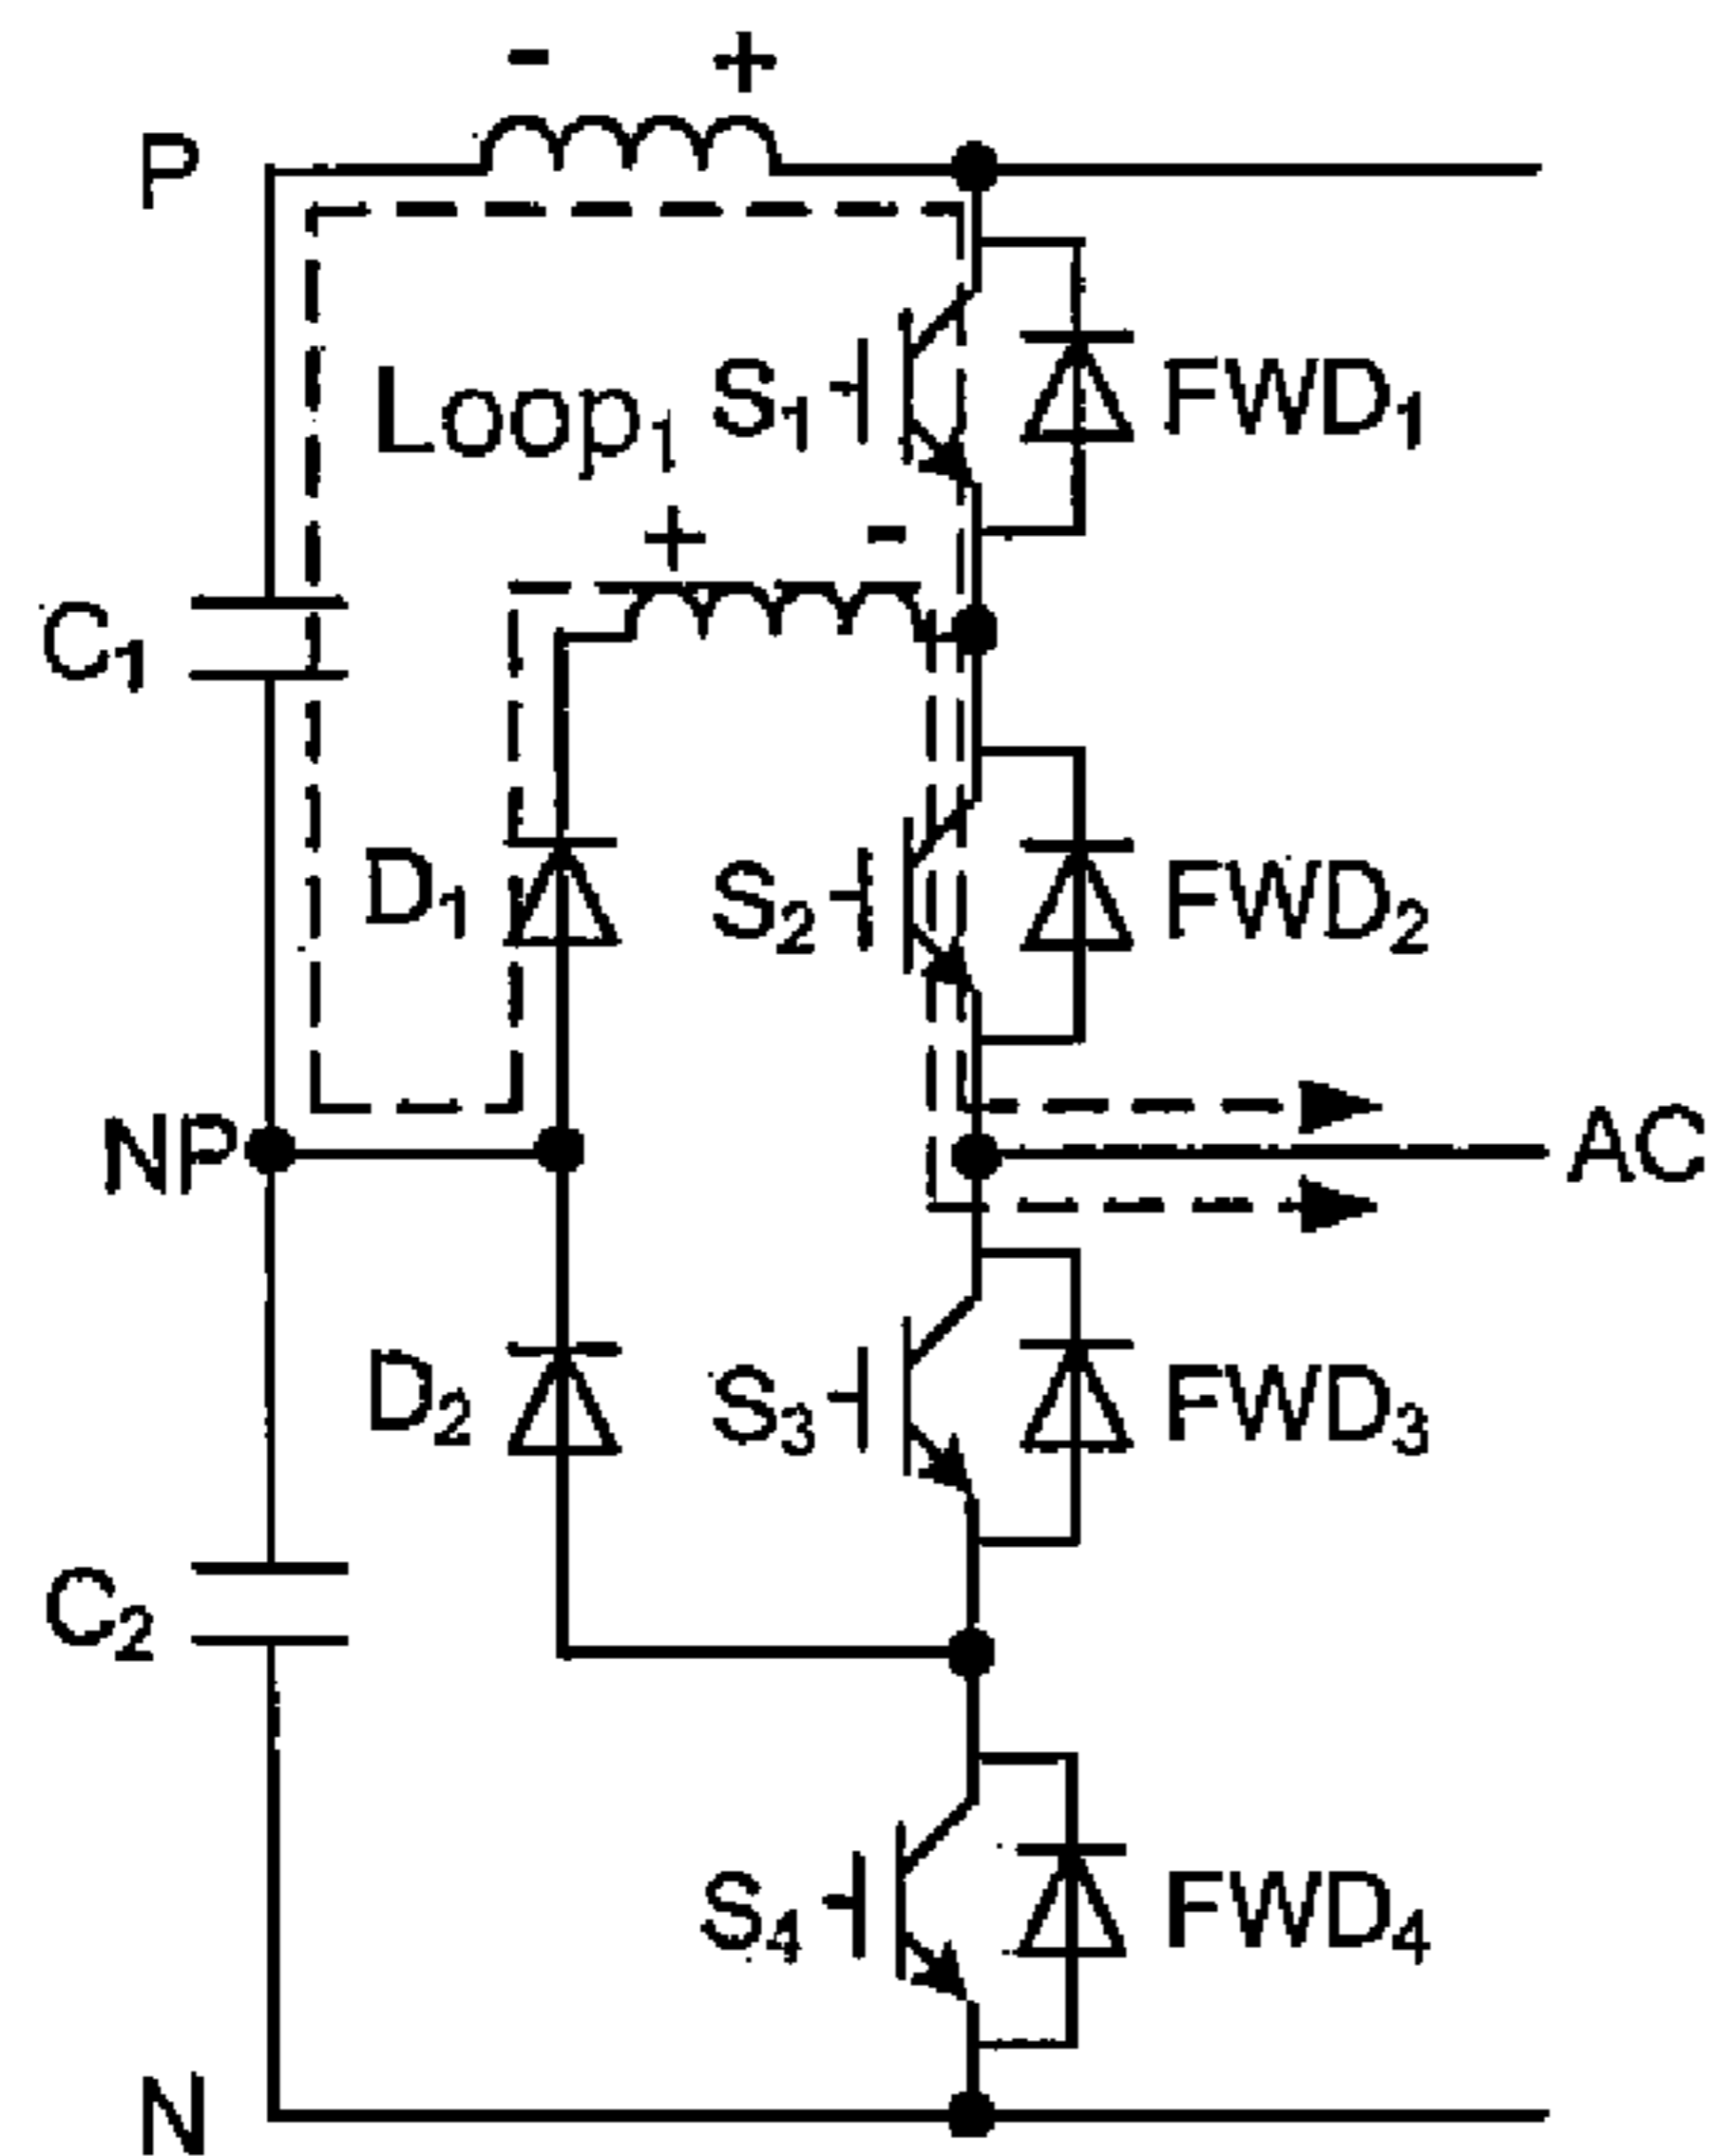 - +
P
Loop1 S1 FWD1
+ -
C1
D1 S2 FWD2
NP AC
D2 S3 FWD3
C2
S4 FWD4
N